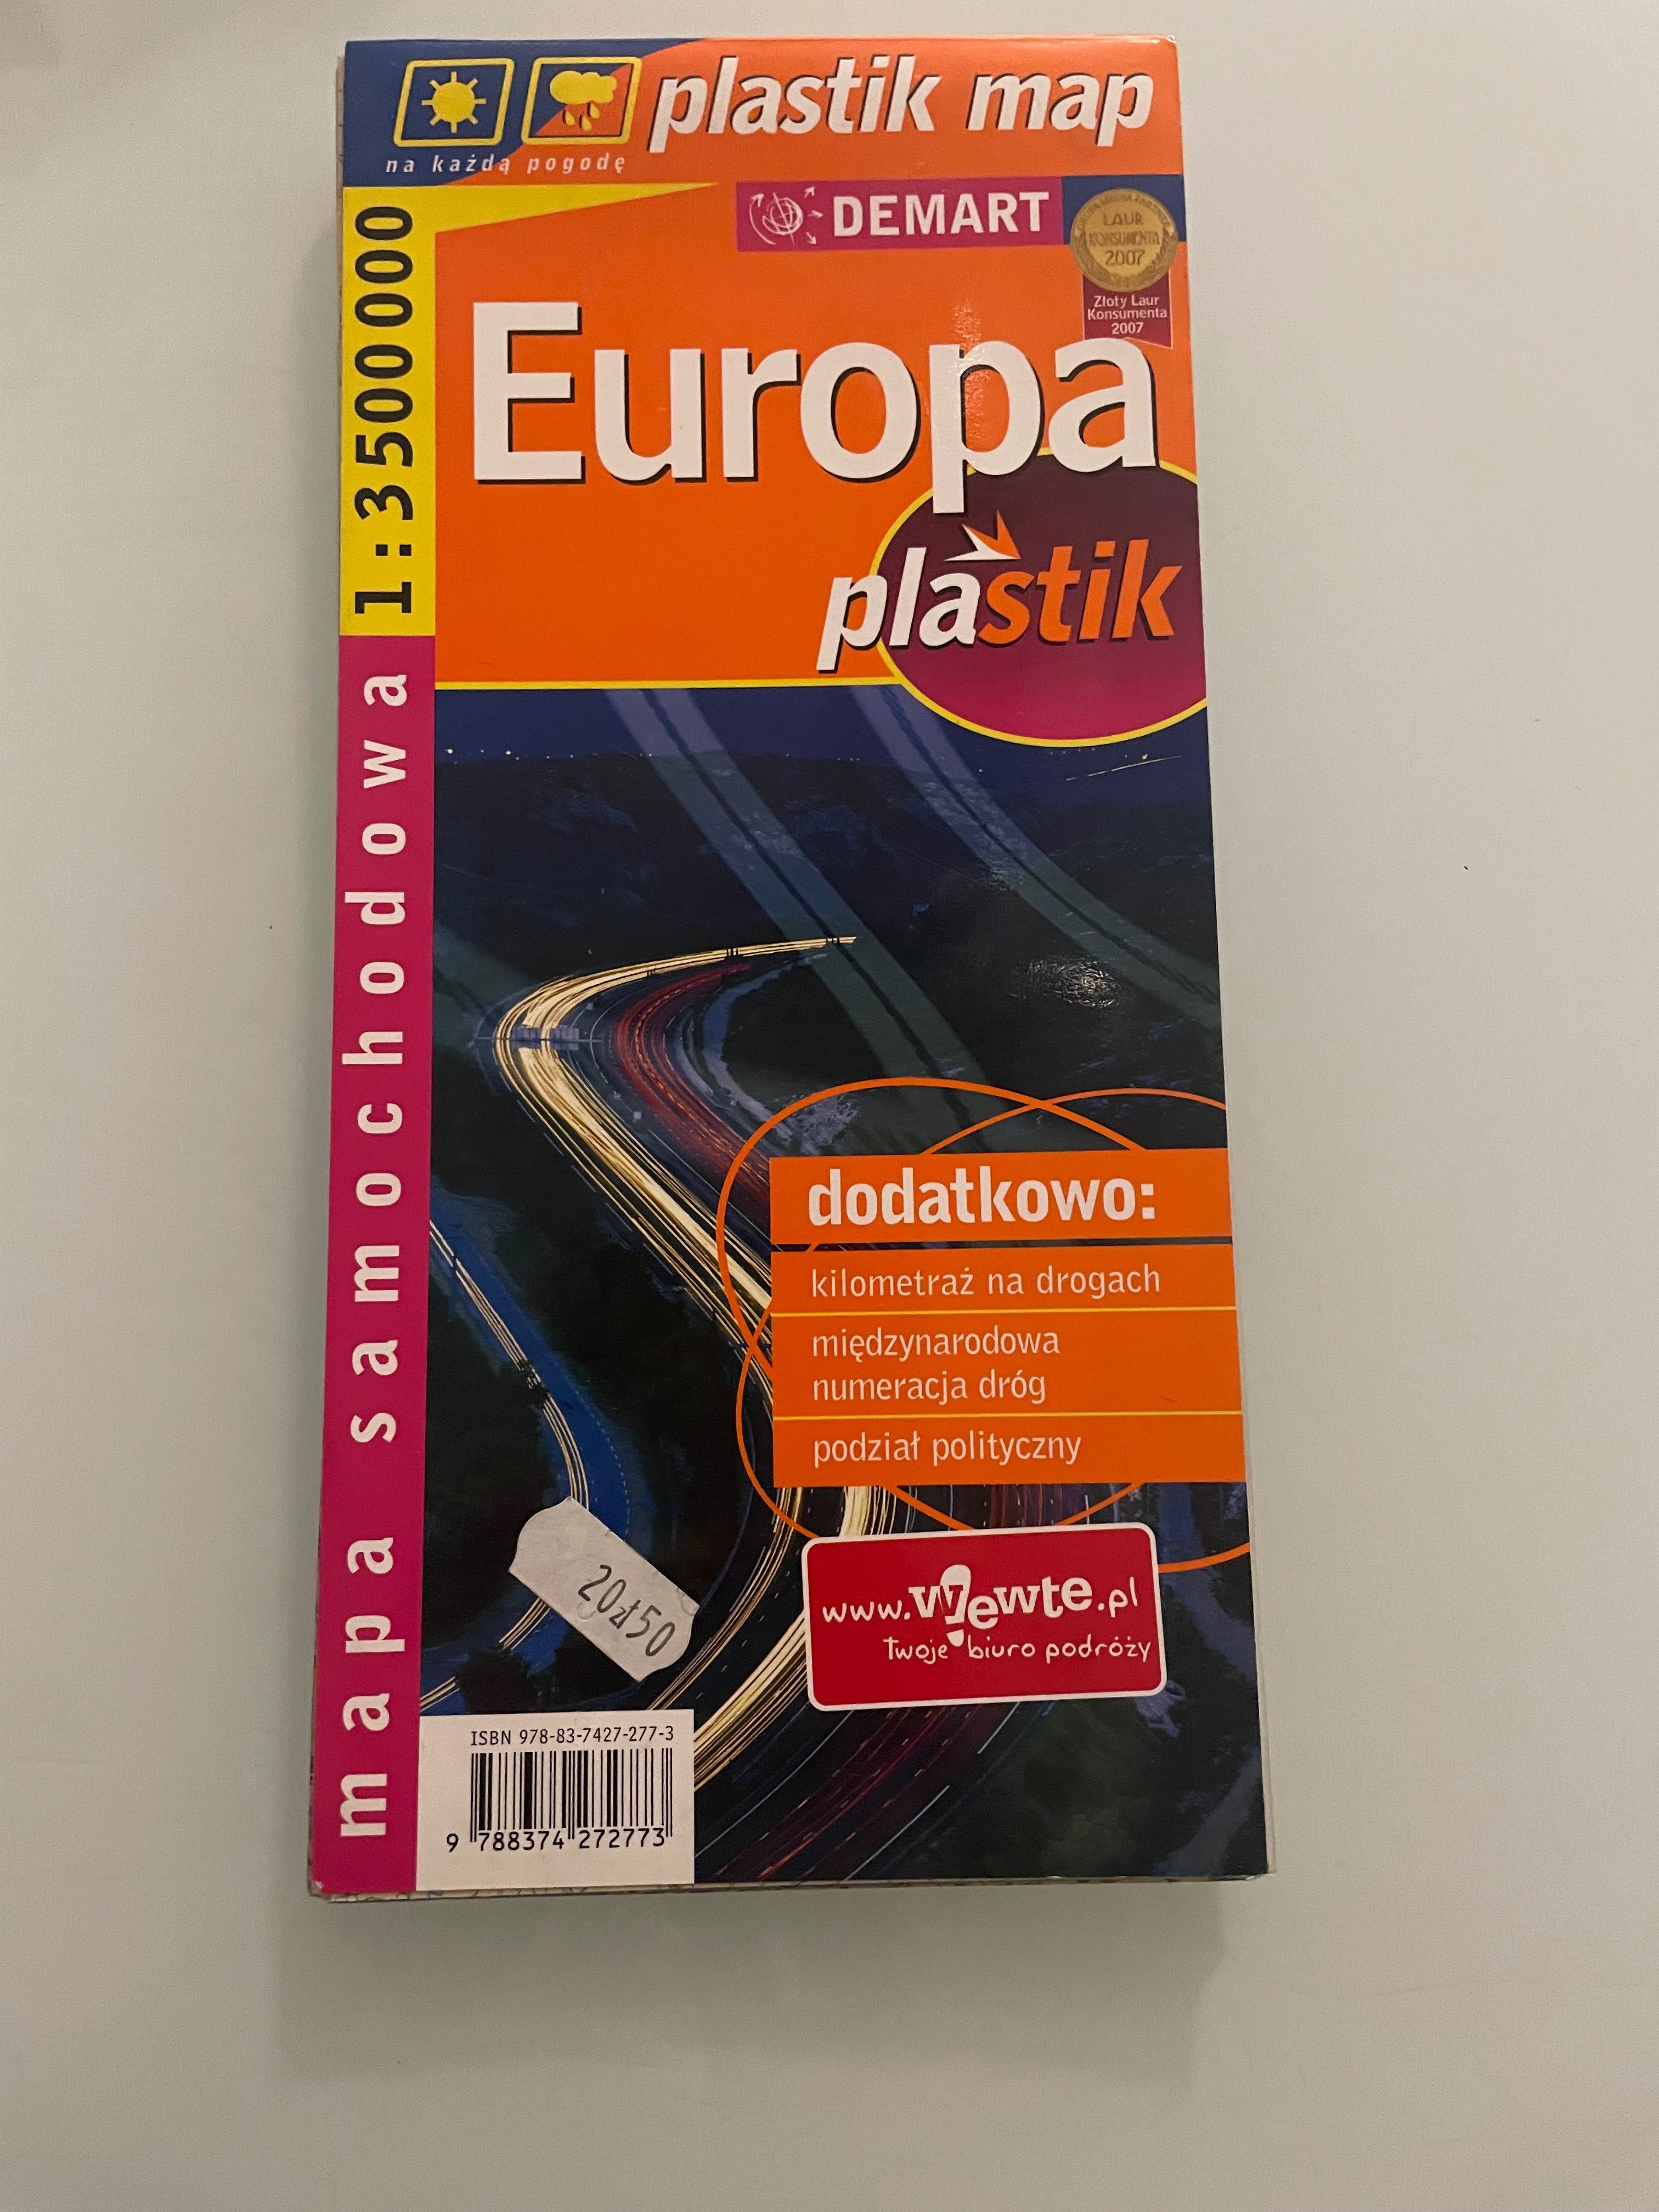 plastik map
na każdą pogodę
DEMART
LAUR
KONSUMENTA
2007
Złoty Laur
Konsumenta
2007
1:3500000
Europa
plastik
mapa samochodowa
dodatkowo:
kilometraż na drogach
międzynarodowa
numeracja dróg
podział polityczny
20zł50
www.wewte.pl
Twoje biuro podróży
ISBN 978-83-7427-277-3
9 788374 272773